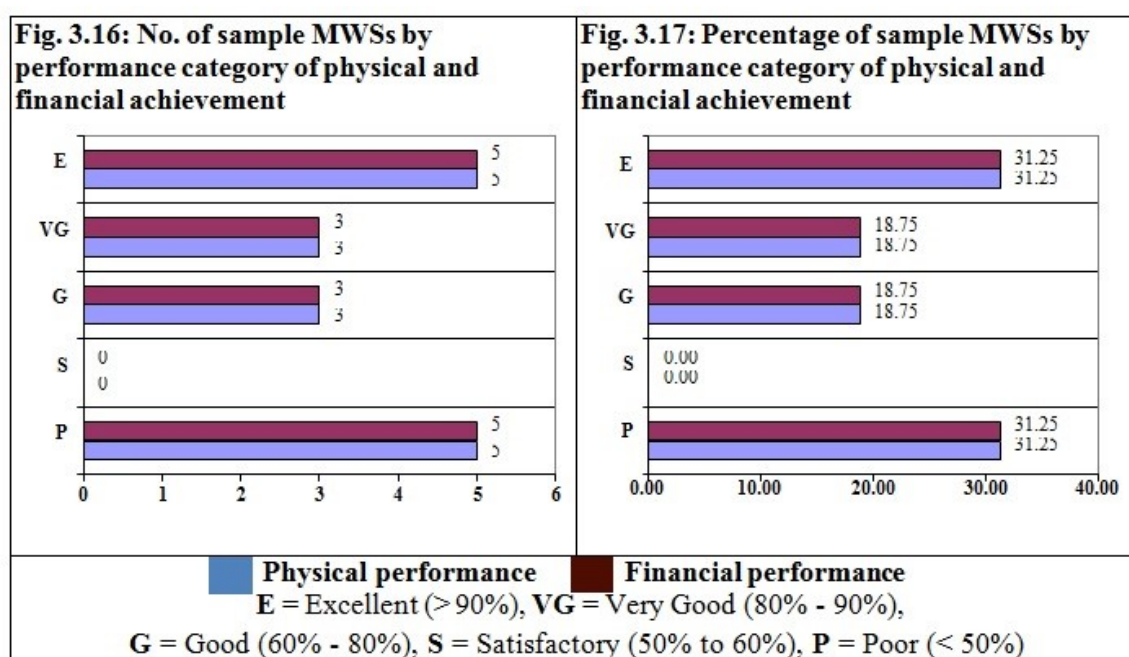 Fig. 3.16: No. of sample MWSs by
performance category of physical and
financial achievement
E
5
5
VG
3
3
G
3
3
S
0
0
P
5
5
0 1 2 3 4 5 6
Fig. 3.17: Percentage of sample MWSs by
performance category of physical and
financial achievement
E
31.25
31.25
VG
18.75
18.75
G
18.75
18.75
S
0.00
0.00
P
31.25
31.25
0.00 10.00 20.00 30.00 40.00
Physical performance Financial performance
E = Excellent (> 90%), VG = Very Good (80% - 90%),
G = Good (60% - 80%), S = Satisfactory (50% to 60%), P = Poor (< 50%)